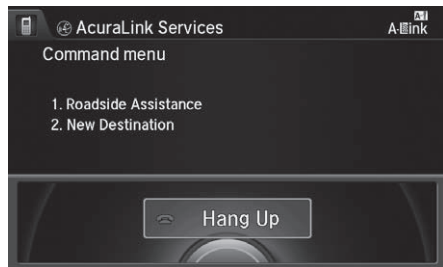 AcuraLink Services
A-Link
Command menu
1. Roadside Assistance
2. New Destination
Hang Up